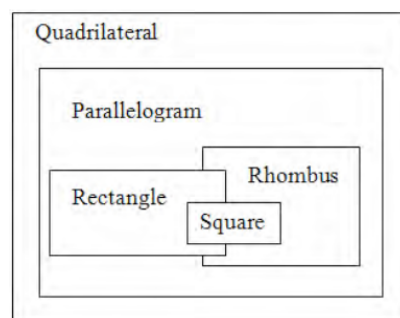 Quadrilateral
Parallelogram
Rhombus
Rectangle
Square